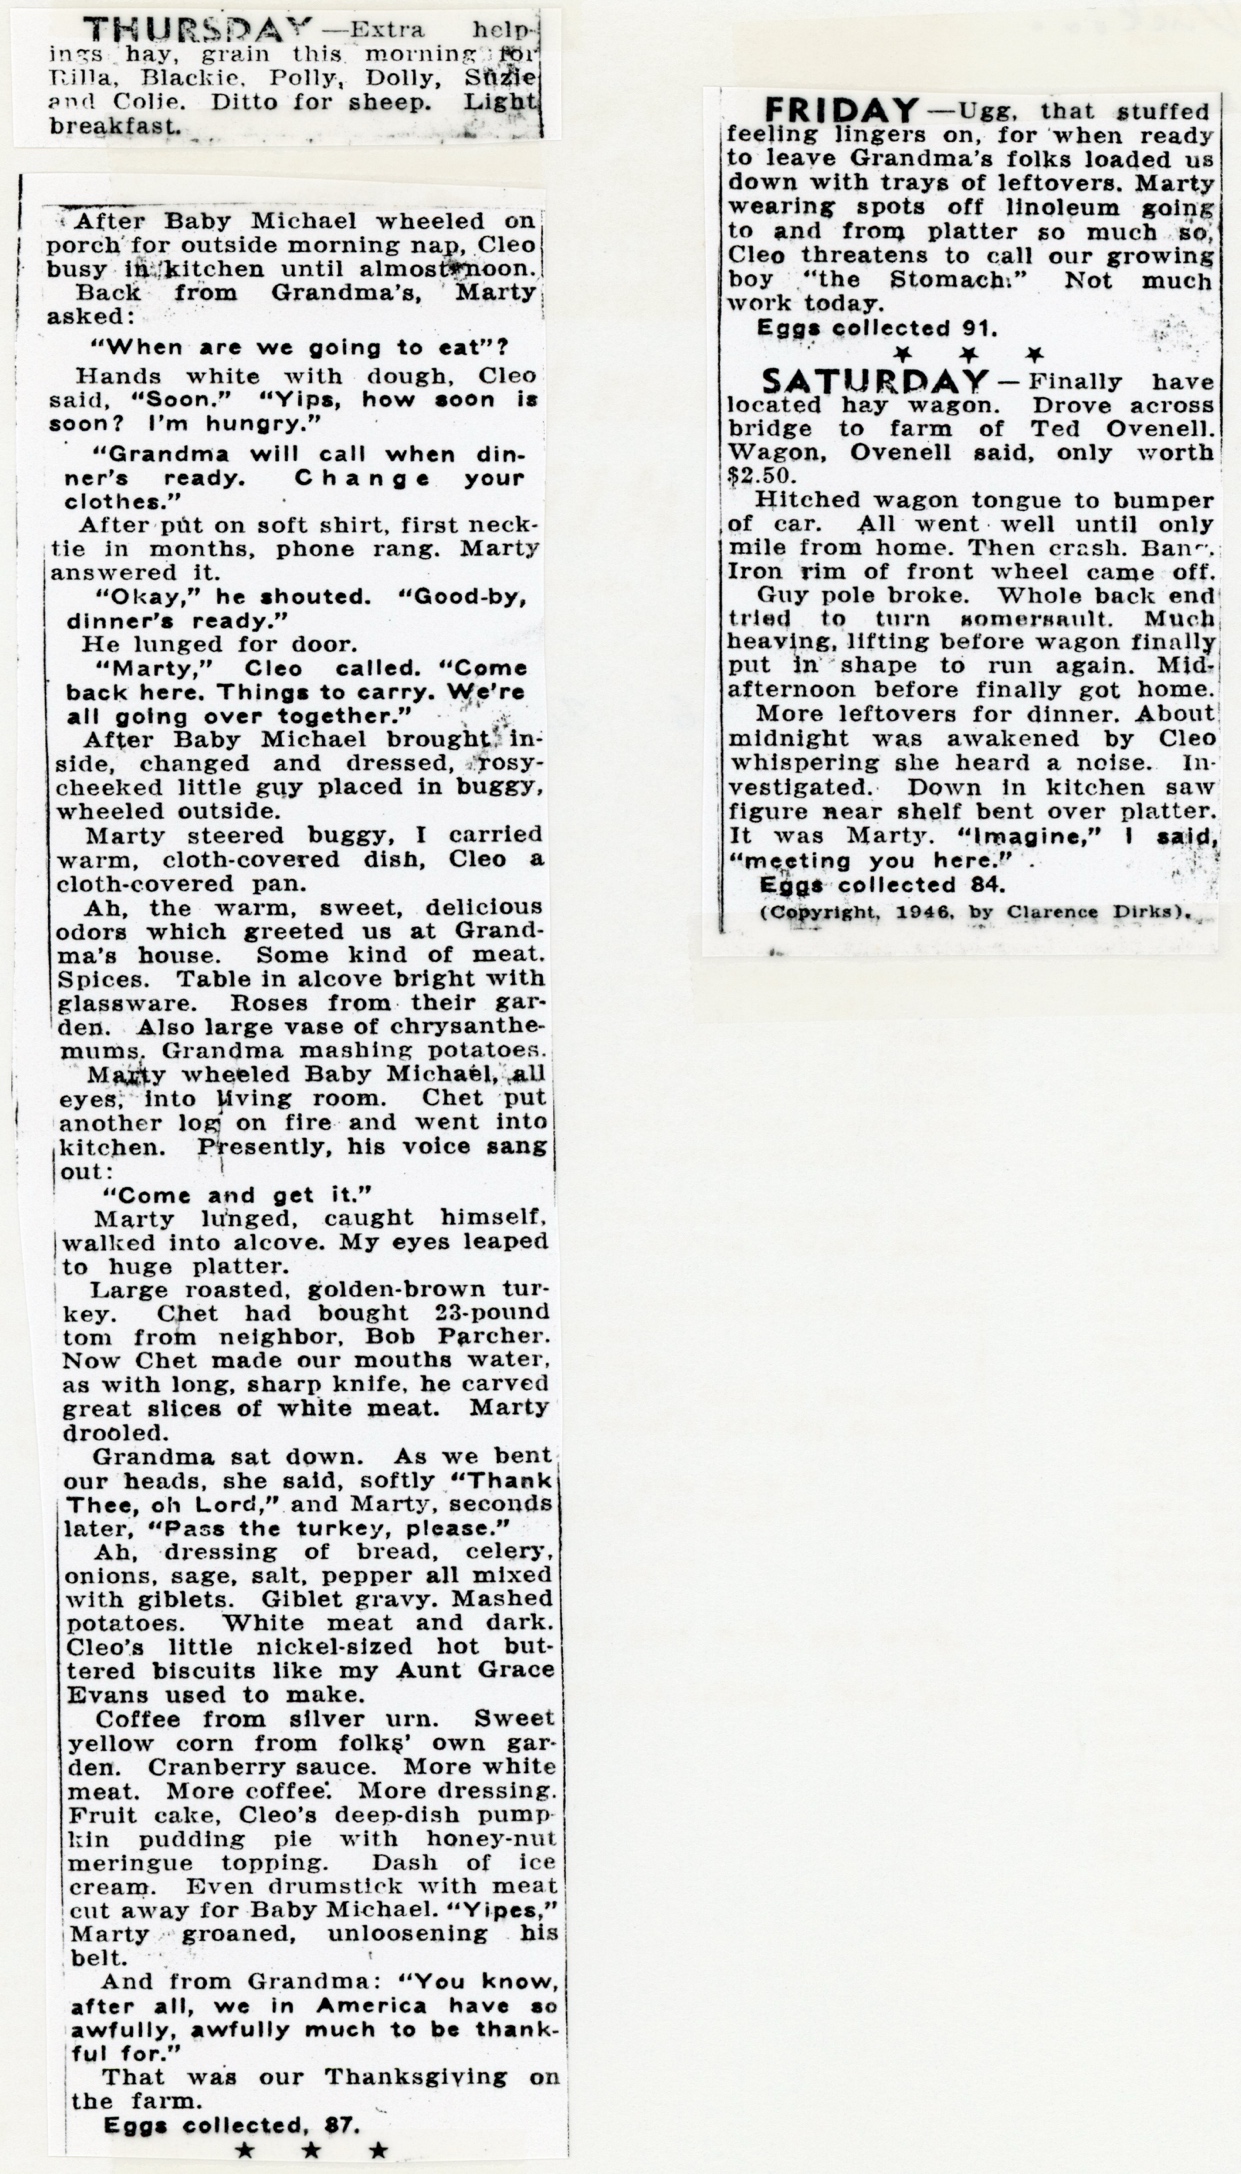 THURSDAY—Extra help-
ings hay, grain this morning for
Rilla, Blackie, Polly, Dolly, Suzie
and Colie. Ditto for sheep. Light
breakfast.
After Baby Michael wheeled on
porch for outside morning nap, Cleo
busy in kitchen until almost noon.
Back from Grandma's, Marty
asked:
"When are we going to eat"?
Hands white with dough, Cleo
said, "Soon." "Yips, how soon is
soon? I'm hungry."
"Grandma will call when din-
ner's ready. Change your
clothes."
After put on soft shirt, first neck-
tie in months, phone rang. Marty
answered it.
"Okay," he shouted. "Good-by,
dinner's ready."
He lunged for door.
"Marty," Cleo called. "Come
back here. Things to carry. We're
all going over together."
After Baby Michael brought in-
side, changed and dressed, rosy-
cheeked little guy placed in buggy,
wheeled outside.
Marty steered buggy, I carried
warm, cloth-covered dish, Cleo a
cloth-covered pan.
Ah, the warm, sweet, delicious
odors which greeted us at Grand-
ma's house. Some kind of meat.
Spices. Table in alcove bright with
glassware. Roses from their gar-
den. Also large vase of chrysanthe-
mums. Grandma mashing potatoes.
Marty wheeled Baby Michael, all
eyes, into living room. Chet put
another log on fire and went into
kitchen. Presently, his voice sang
out:
"Come and get it."
Marty lunged, caught himself,
walked into alcove. My eyes leaped
to huge platter.
Large roasted, golden-brown tur-
key. Chet had bought 23-pound
tom from neighbor, Bob Parcher.
Now Chet made our mouths water,
as with long, sharp knife, he carved
great slices of white meat. Marty
drooled.
Grandma sat down. As we bent
our heads, she said, softly "Thank
Thee, oh Lord," and Marty, seconds
later, "Pass the turkey, please."
Ah, dressing of bread, celery,
onions, sage, salt, pepper all mixed
with giblets. Giblet gravy. Mashed
potatoes. White meat and dark.
Cleo's little nickel-sized hot but-
tered biscuits like my Aunt Grace
Evans used to make.
Coffee from silver urn. Sweet
yellow corn from folks' own gar-
den. Cranberry sauce. More white
meat. More coffee. More dressing.
Fruit cake, Cleo's deep-dish pump-
kin pudding pie with honey-nut
meringue topping. Dash of ice
cream. Even drumstick with meat
cut away for Baby Michael. "Yipes,"
Marty groaned, unloosening his
belt.
And from Grandma: "You know,
after all, we in America have so
awfully, awfully much to be thank-
ful for."
That was our Thanksgiving on
the farm.
Eggs collected, 87.
★ ★ ★
FRIDAY—Ugg, that stuffed
feeling lingers on, for when ready
to leave Grandma's folks loaded us
down with trays of leftovers. Marty
wearing spots off linoleum going
to and from platter so much so,
Cleo threatens to call our growing
boy "the Stomach." Not much
work today.
Eggs collected 91.
★ ★ ★
SATURDAY—Finally have
located hay wagon. Drove across
bridge to farm of Ted Ovenell.
Wagon, Ovenell said, only worth
$2.50.
Hitched wagon tongue to bumper
of car. All went well until only
mile from home. Then crash. Bang.
Iron rim of front wheel came off.
Guy pole broke. Whole back end
tried to turn somersault. Much
heaving, lifting before wagon finally
put in shape to run again. Mid-
afternoon before finally got home.
More leftovers for dinner. About
midnight was awakened by Cleo
whispering she heard a noise. In-
vestigated. Down in kitchen saw
figure near shelf bent over platter.
It was Marty. "Imagine," I said,
"meeting you here."
Eggs collected 84.
(Copyright, 1946, by Clarence Dirks).